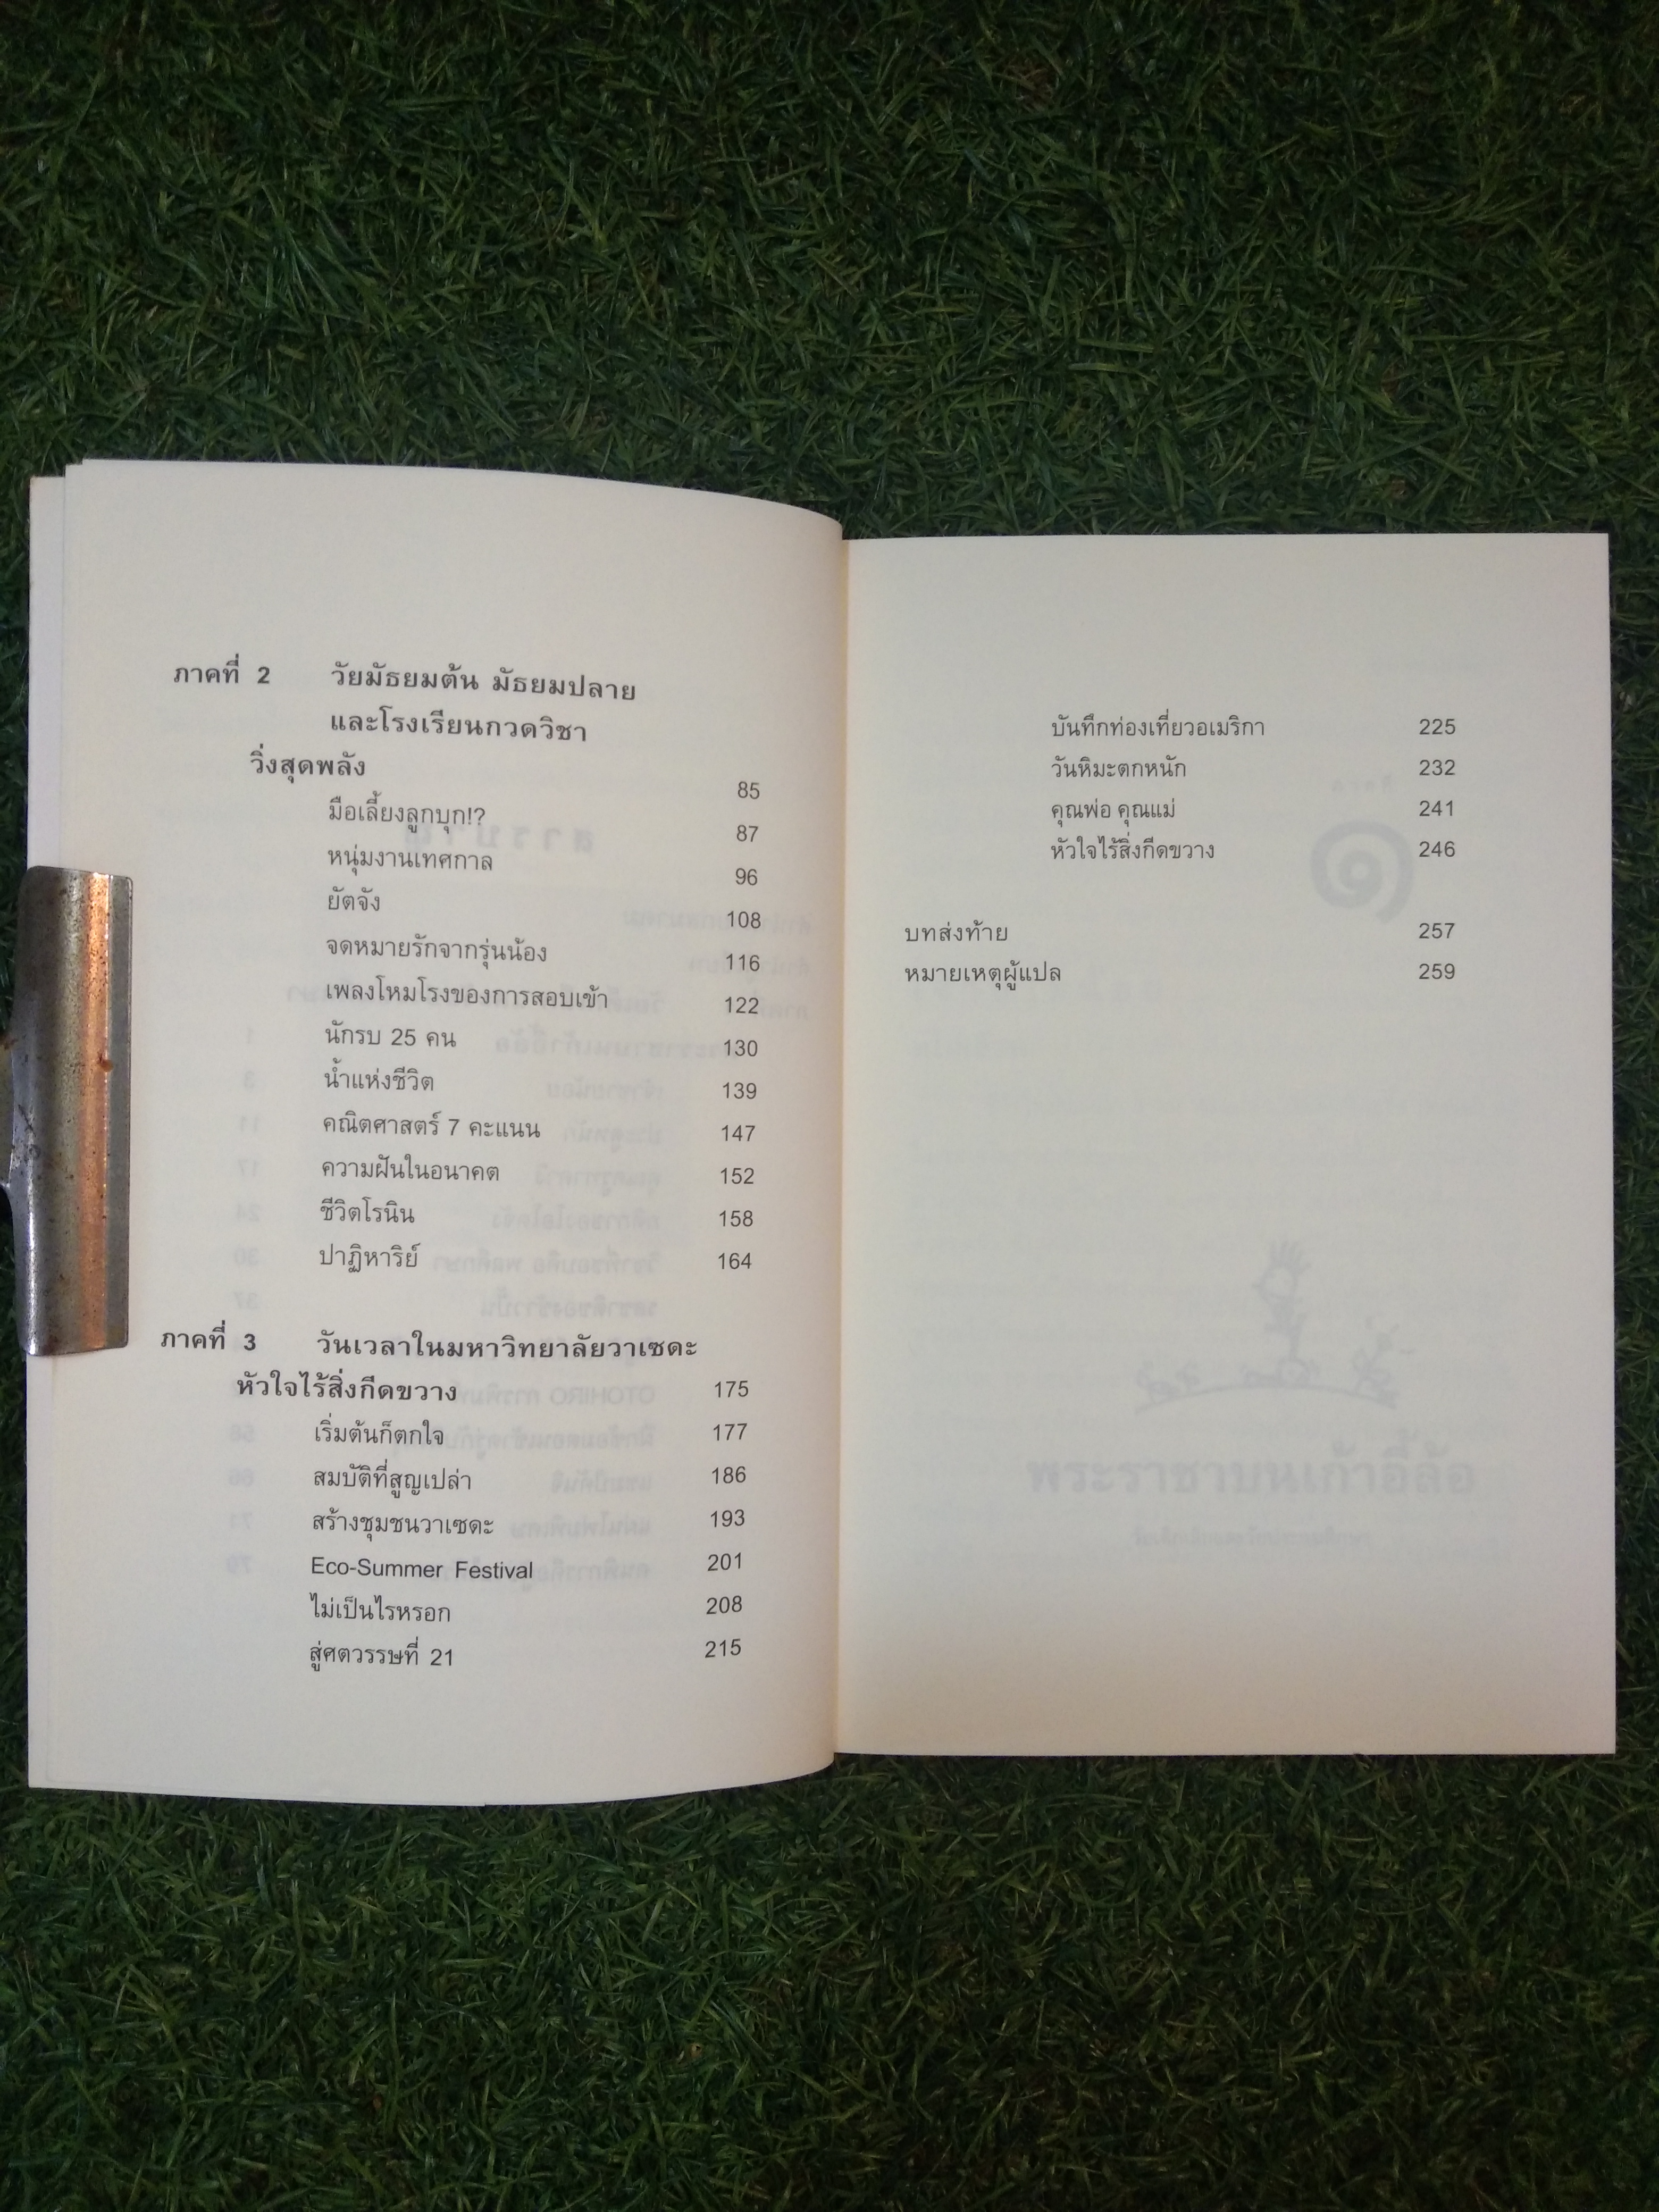 ภาคที่ 2 วัยมัธยมต้น มัธยมปลาย
และโรงเรียนกวดวิชา
วิ่งสุดพลัง 85
มือเลี้ยงลูกบุก!? 87
หนุ่มงานเทศกาล 96
ยัตจัง 108
จดหมายรักจากรุ่นน้อง 116
เพลงโหมโรงของการสอบเข้า 122
นักรบ 25 คน 130
น้ำแห่งชีวิต 139
คณิตศาสตร์ 7 คะแนน 147
ความฝันในอนาคต 152
ชีวิตโรนิน 158
ปาฏิหาริย์ 164
ภาคที่ 3 วันเวลาในมหาวิทยาลัยวาเซดะ
หัวใจไร้สิ่งกีดขวาง 175
เริ่มต้นก็ตกใจ 177
สมบัติที่สูญเปล่า 186
สร้างชุมชนวาเซดะ 193
Eco-Summer Festival 201
ไม่เป็นไรหรอก 208
สู่ศตวรรษที่ 21 215
บันทึกท่องเที่ยวอเมริกา 225
วันหิมะตกหนัก 232
คุณพ่อ คุณแม่ 241
หัวใจไร้สิ่งกีดขวาง 246
บทส่งท้าย 257
หมายเหตุผู้แปล 259